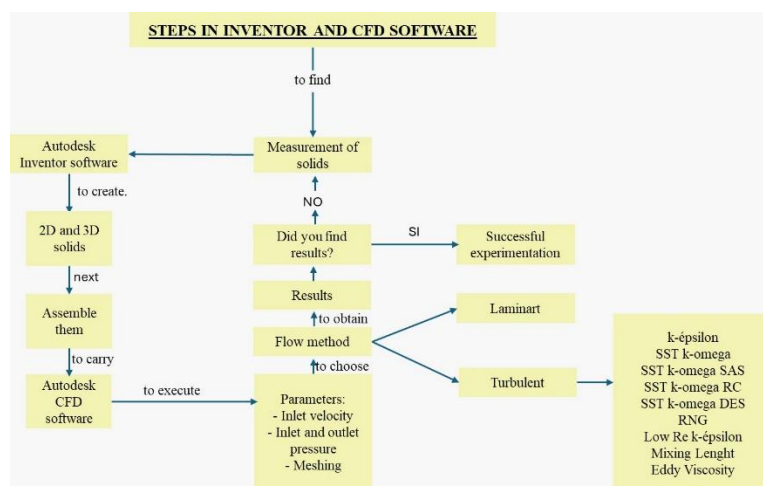 STEPS IN INVENTOR AND CFD SOFTWARE
to find
Autodesk
Inventor software
Measurement of
solids
to create.
NO
2D and 3D
solids
Did you find
results?
SI
Successful
experimentation
next
Results
Assemble
them
to obtain
Laminart
Flow method
to carry
to choose
Autodesk
CFD
software
to execute
Parameters:
- Inlet velocity
- Inlet and outlet
pressure
- Meshing
Turbulent
k-épsilon
SST k-omega
SST k-omega SAS
SST k-omega RC
SST k-omega DES
RNG
Low Re k-épsilon
Mixing Lenght
Eddy Viscosity